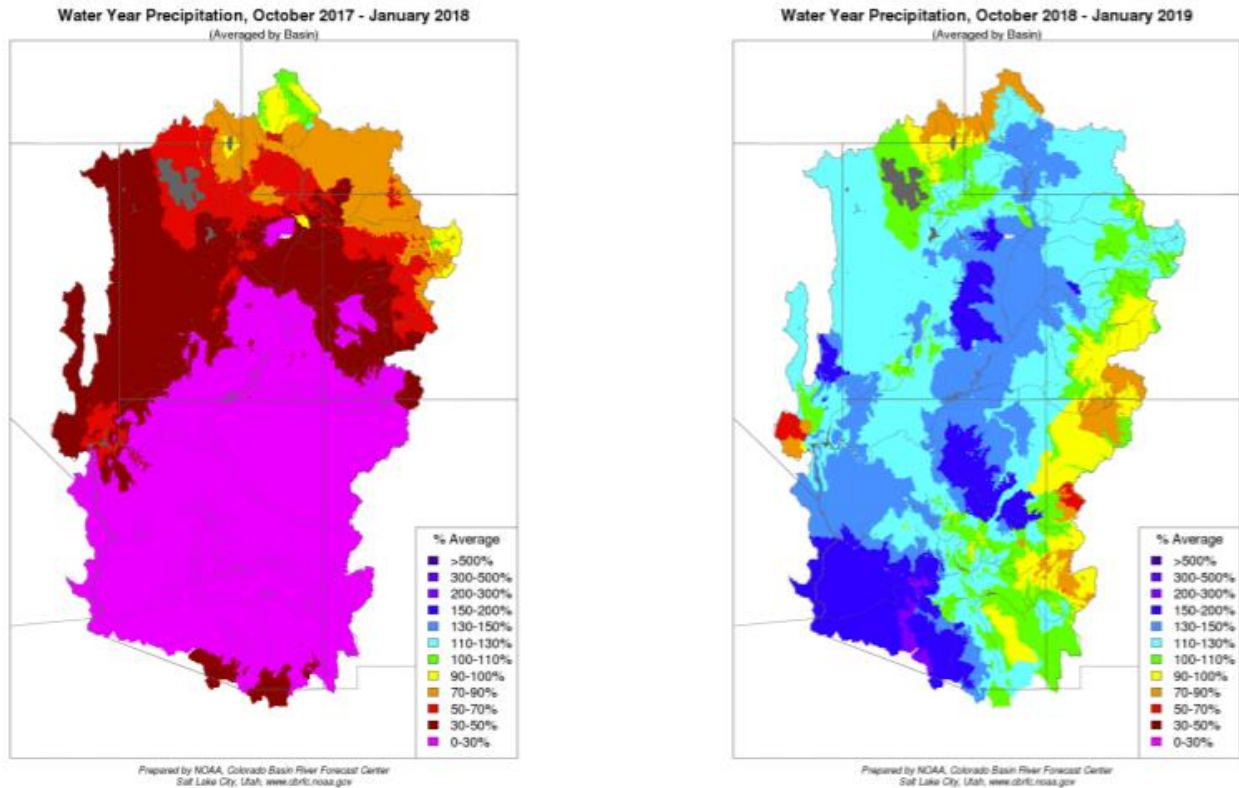 Water Year Precipitation, October 2017 - January 2018
(Averaged by Basin)
% Average
>500%
300-500%
200-300%
150-200%
130-150%
110-130%
100-110%
90-100%
70-90%
50-70%
30-50%
0-30%
Prepared by NOAA, Colorado Basin River Forecast Center
Salt Lake City, Utah, www.cbrfc.noaa.gov
Water Year Precipitation, October 2018 - January 2019
(Averaged by Basin)
% Average
>500%
300-500%
200-300%
150-200%
130-150%
110-130%
100-110%
90-100%
70-90%
50-70%
30-50%
0-30%
Prepared by NOAA, Colorado Basin River Forecast Center
Salt Lake City, Utah, www.cbrfc.noaa.gov